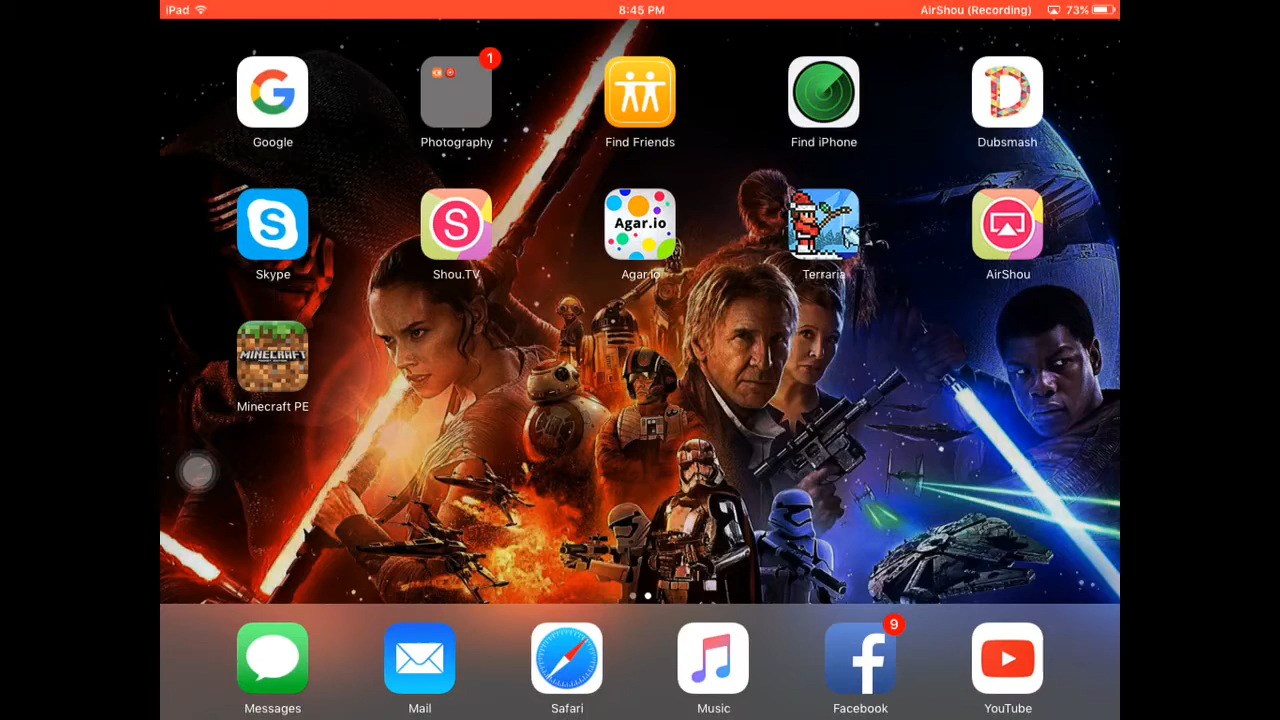 iPad 8:45 PM AirShou (Recording) 73%
1
Google Photography Find Friends Find iPhone Dubsmash
Agar.io
Skype Shou.TV Agar.io Terraria AirShou
MINECRAFT
Minecraft PE
9
Messages Mail Safari Music Facebook YouTube